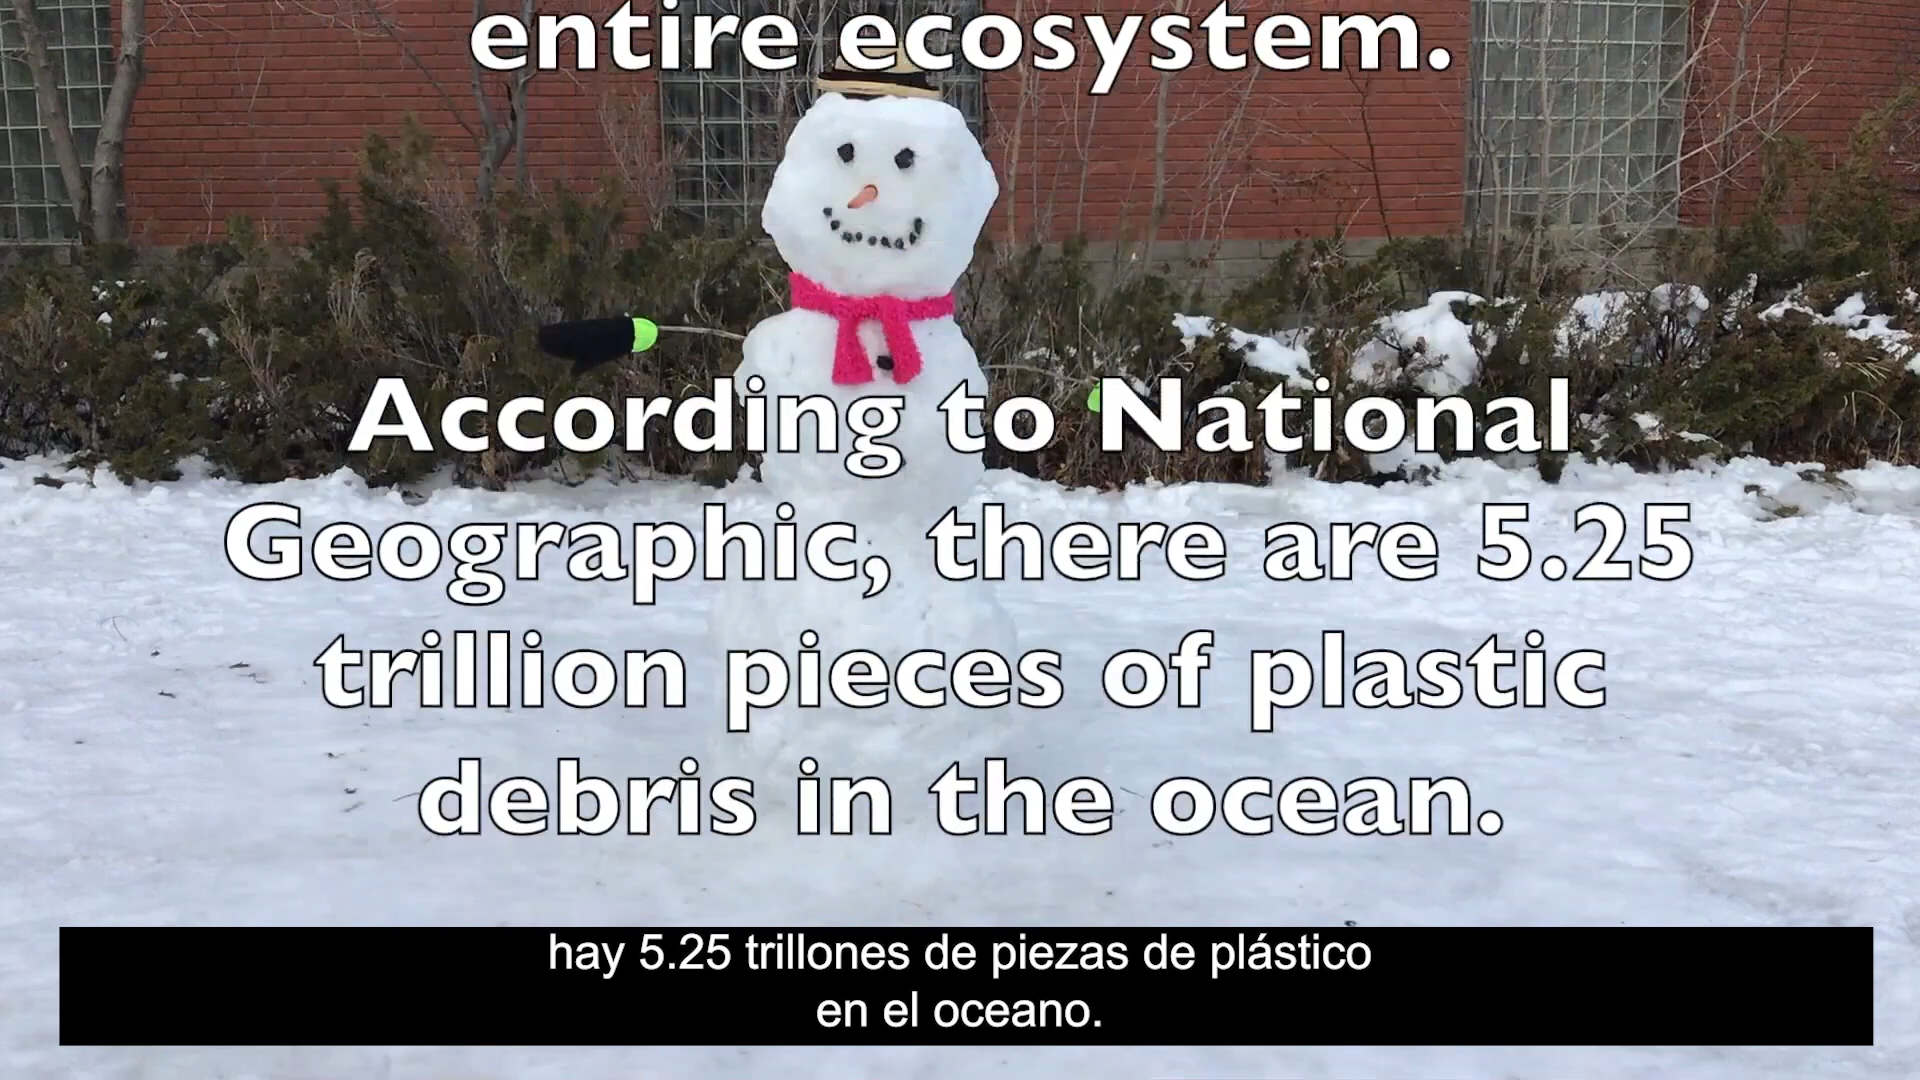 entire ecosystem.
According to National
Geographic, there are 5.25
trillion pieces of plastic
debris in the ocean.
hay 5.25 trillones de piezas de plástico
en el oceano.